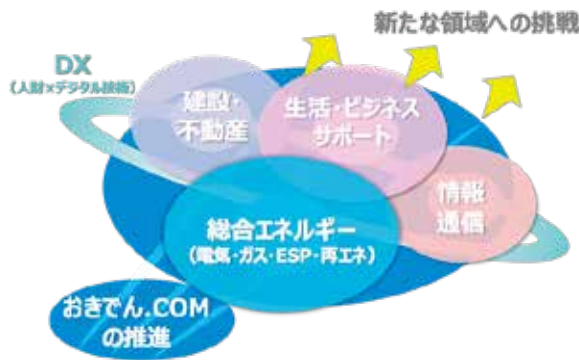 新たな領域への挑戦
DX
(人財×デジタル技術)
建設・
不動産
生活・ビジネス
サポート
情報
通信
総合エネルギー
(電気・ガス・ESP・再エネ)
おきでん.COM
の推進